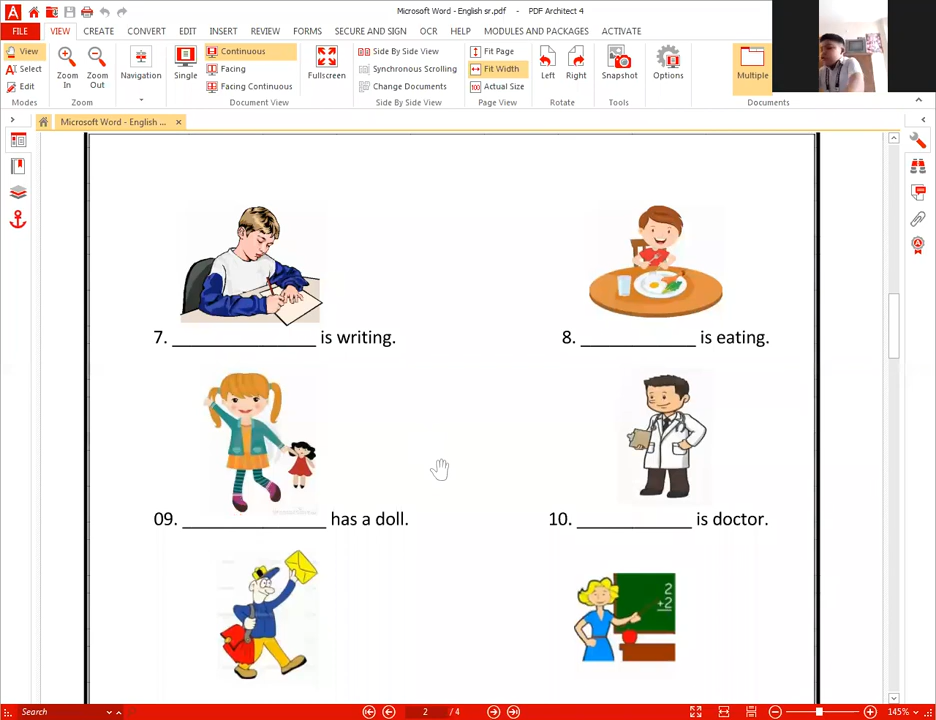 Microsoft Word - English sr.pdf - PDF Architect 4
FILE VIEW CREATE CONVERT EDIT INSERT REVIEW FORMS SECURE AND SIGN OCR HELP MODULES AND PACKAGES ACTIVATE
View
Select
Edit
Modes
Zoom In
Zoom Out
Zoom
Navigation
Single
Continuous
Facing
Facing Continuous
Document View
Fullscreen
Side By Side View
Synchronous Scrolling
Change Documents
Side By Side View
Fit Page
Fit Width
100 Actual Size
Page View
Left
Right
Rotate
Snapshot
Tools
Options
Multiple
Documents
Microsoft Word - English ...
7. _______________ is writing.
8. ____________ is eating.
09. _______________ has a doll.
10. ____________ is doctor.
2
+2
Search
2 / 4
145%